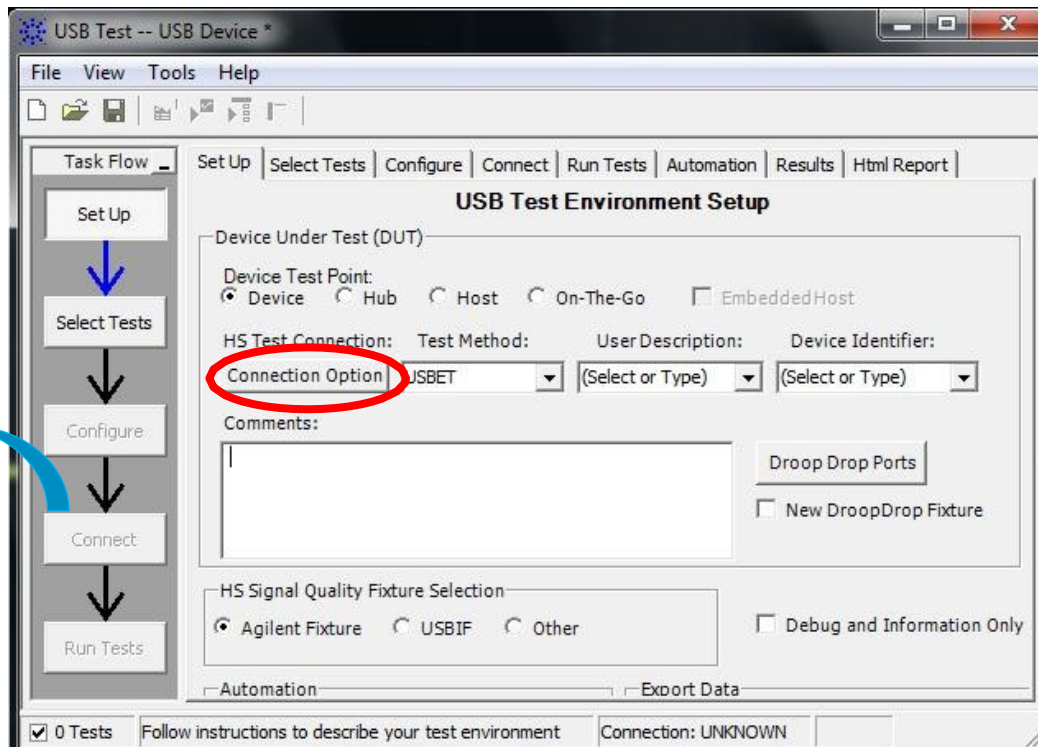 USB Test -- USB Device *
File View Tools Help
Task Flow
Set Up
Select Tests
Configure
Connect
Run Tests
Set Up Select Tests Configure Connect Run Tests Automation Results Html Report
USB Test Environment Setup
Device Under Test (DUT)
Device Test Point:
Device Hub Host On-The-Go EmbeddedHost
HS Test Connection: Test Method: User Description: Device Identifier:
Connection Option USBET (Select or Type) (Select or Type)
Comments:
Droop Drop Ports
New DroopDrop Fixture
HS Signal Quality Fixture Selection
Agilent Fixture USBIF Other
Debug and Information Only
Automation Export Data
0 Tests Follow instructions to describe your test environment Connection: UNKNOWN